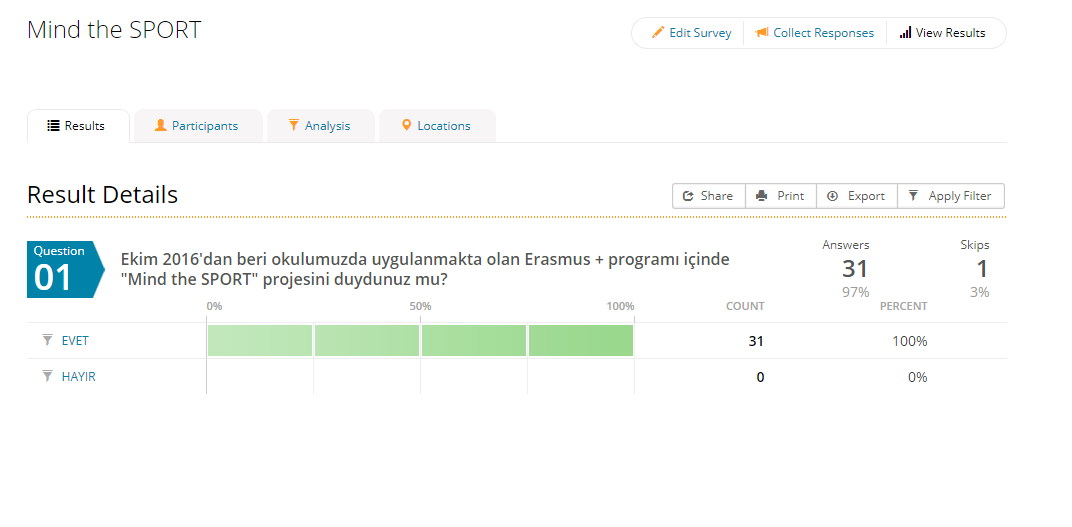 Mind the SPORT
Edit Survey
Collect Responses
View Results
Results
Participants
Analysis
Locations
Result Details
Share
Print
Export
Apply Filter
Question
01
Ekim 2016'dan beri okulumuzda uygulanmakta olan Erasmus + programı içinde
"Mind the SPORT" projesini duydunuz mu?
Answers
31
97%
Skips
1
3%
0% 50% 100% COUNT PERCENT
EVET 31 100%
HAYIR 0 0%